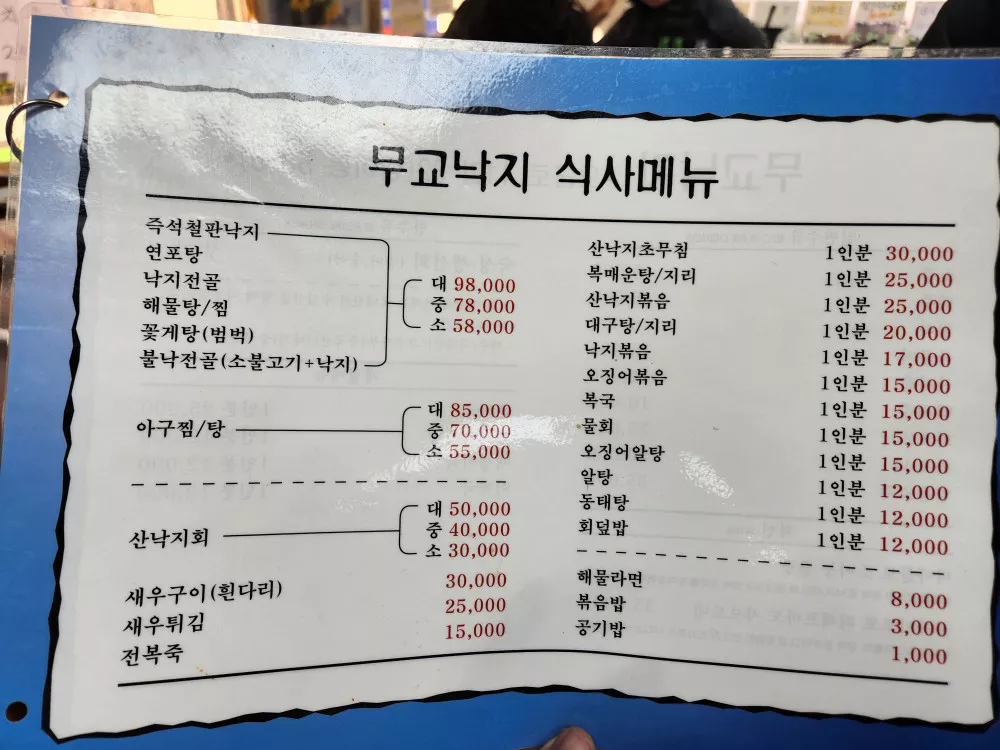 무교낙지 식사메뉴
즉석철판낙지
연포탕
낙지전골
해물탕/찜
꽃게탕(범벅)
불낙전골(소불고기+낙지)
대 98,000
중 78,000
소 58,000
아구찜/탕
대 85,000
중 70,000
소 55,000
산낙지회
대 50,000
중 40,000
소 30,000
새우구이(흰다리) 30,000
새우튀김 25,000
전복죽 15,000
산낙지초무침 1인분 30,000
복매운탕/지리 1인분 25,000
산낙지볶음 1인분 25,000
대구탕/지리 1인분 20,000
낙지볶음 1인분 17,000
오징어볶음 1인분 15,000
복국 1인분 15,000
물회 1인분 15,000
오징어알탕 1인분 15,000
알탕 1인분 12,000
동태탕 1인분 12,000
회덮밥 1인분 12,000
해물라면 8,000
볶음밥 3,000
공기밥 1,000